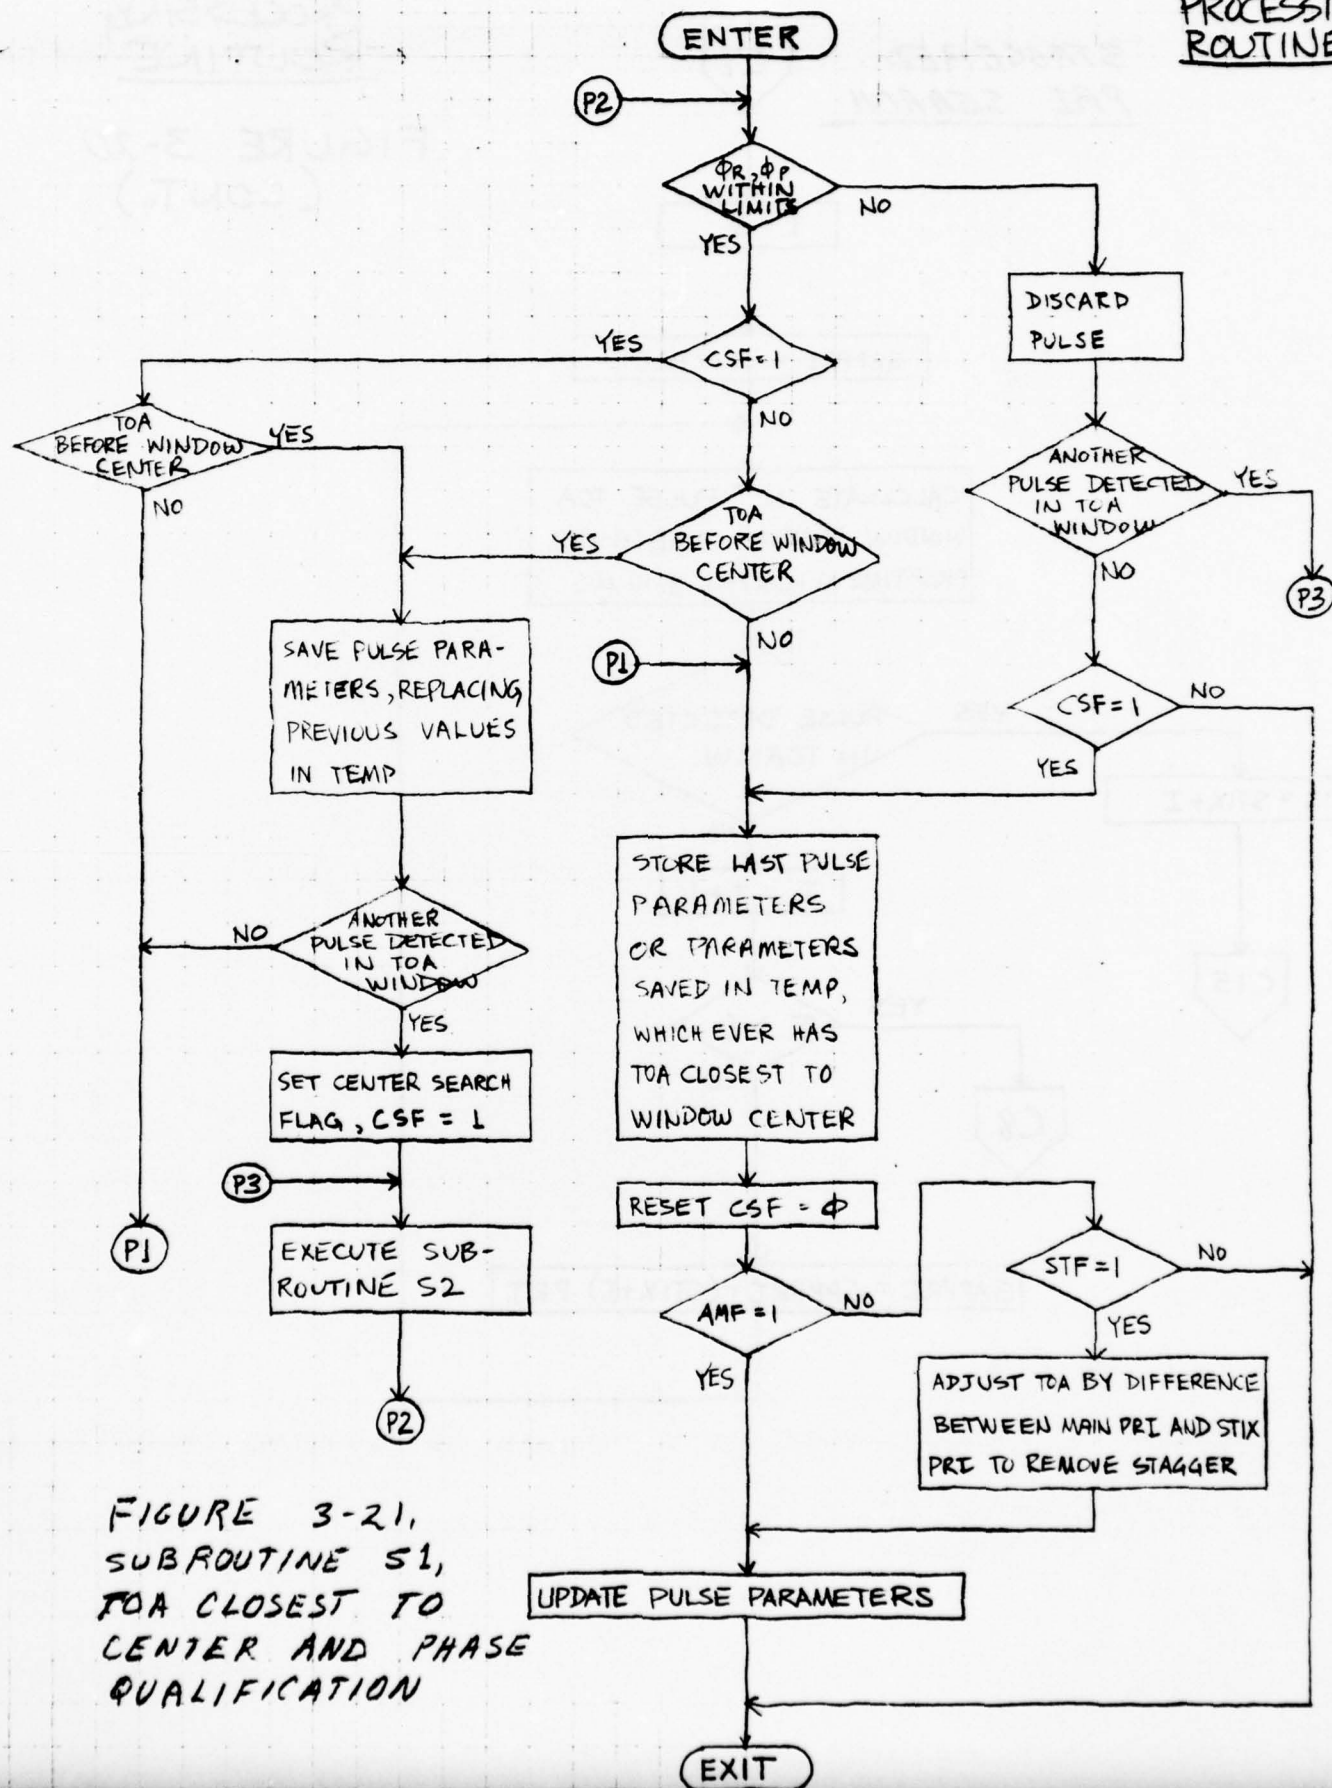 PROCESSI
ROUTINE
ENTER
P2
ΦR, ΦP
WITHIN
LIMITS
NO
YES
DISCARD
PULSE
YES
CSF=1
NO
TOA
BEFORE WINDOW
CENTER
YES
NO
ANOTHER
PULSE DETECTED
IN TOA
WINDOW
YES
NO
P3
TOA
BEFORE WINDOW
CENTER
YES
NO
SAVE PULSE PARA-
METERS, REPLACING
PREVIOUS VALUES
IN TEMP
P1
CSF=1
NO
YES
STORE LAST PULSE
PARAMETERS
OR PARAMETERS
SAVED IN TEMP,
WHICH EVER HAS
TOA CLOSEST TO
WINDOW CENTER
ANOTHER
PULSE DETECTED
IN TOA
WINDOW
NO
YES
SET CENTER SEARCH
FLAG, CSF = 1
P3
RESET CSF = Φ
P1
EXECUTE SUB-
ROUTINE S2
AMF=1
NO
YES
STF=1
NO
YES
ADJUST TOA BY DIFFERENCE
BETWEEN MAIN PRI AND STIX
PRI TO REMOVE STAGGER
P2
FIGURE 3-21.
SUBROUTINE S1,
TOA CLOSEST TO
CENTER AND PHASE
QUALIFICATION
UPDATE PULSE PARAMETERS
EXIT